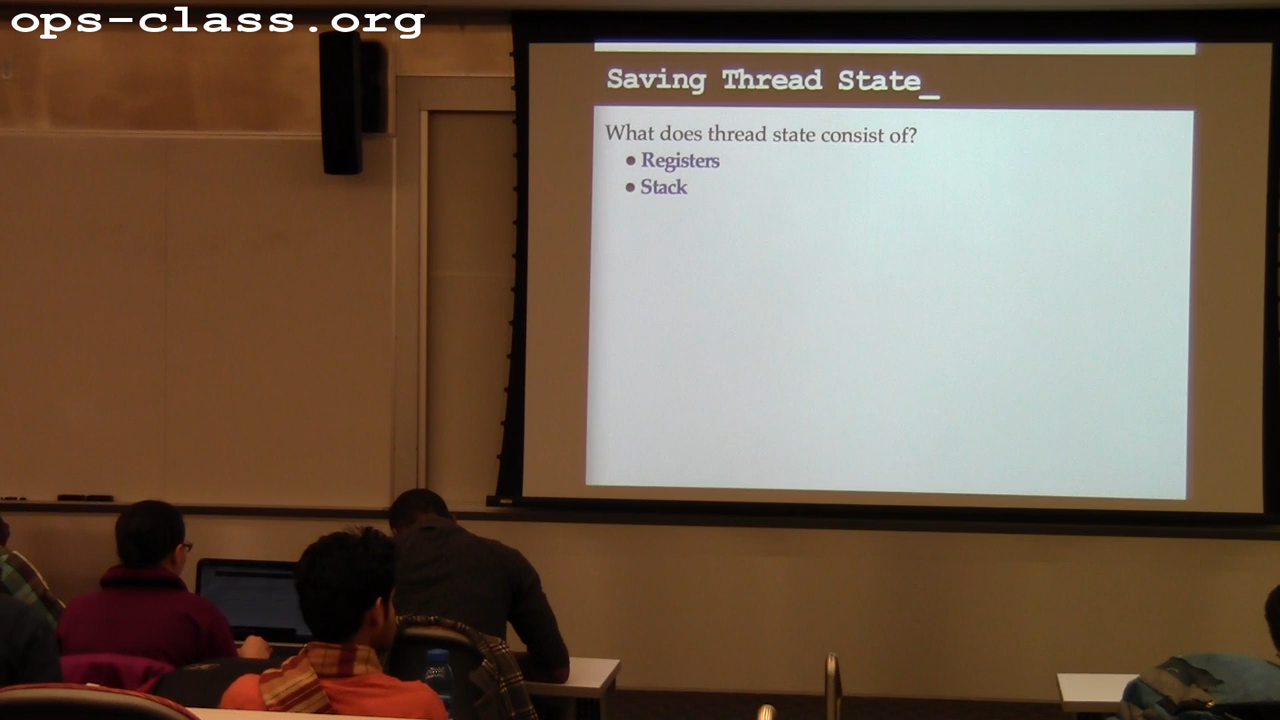 ops-class.org
Saving Thread State_
What does thread state consist of?
• Registers
• Stack